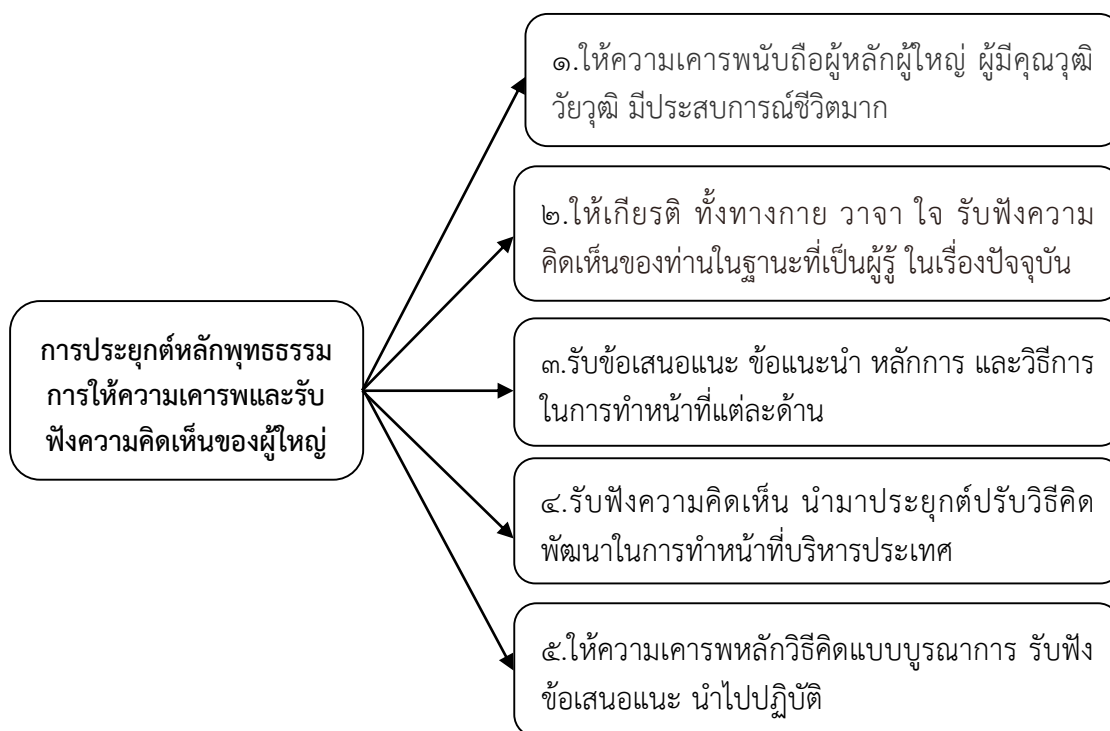 การประยุกต์หลักพุทธธรรม
การให้ความเคารพและรับ
ฟังความคิดเห็นของผู้ใหญ่
๑.ให้ความเคารพนับถือผู้หลักผู้ใหญ่ ผู้มีคุณวุฒิ
วัยวุฒิ มีประสบการณ์ชีวิตมาก
๒.ให้เกียรติ ทั้งทางกาย วาจา ใจ รับฟังความ
คิดเห็นของท่านในฐานะที่เป็นผู้รู้ ในเรื่องปัจจุบัน
๓.รับข้อเสนอแนะ ข้อแนะนำ หลักการ และวิธีการ
ในการทำหน้าที่แต่ละด้าน
๔.รับฟังความคิดเห็น นำมาประยุกต์ปรับวิธีคิด
พัฒนาในการทำหน้าที่บริหารประเทศ
๕.ให้ความเคารพหลักวิธีคิดแบบบูรณาการ รับฟัง
ข้อเสนอแนะ นำไปปฏิบัติ